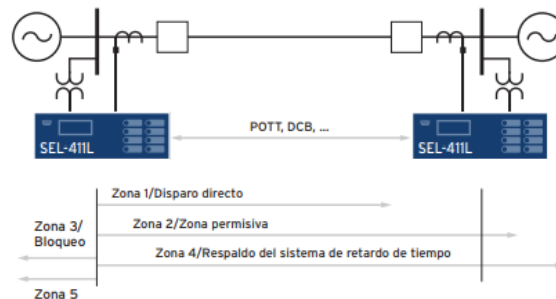 POTT, DCB, ...
SEL-411L
SEL-411L
Zona 1/Disparo directo
Zona 3/
Bloqueo
Zona 2/Zona permisiva
Zona 4/Respaldo del sistema de retardo de tiempo
Zona 5